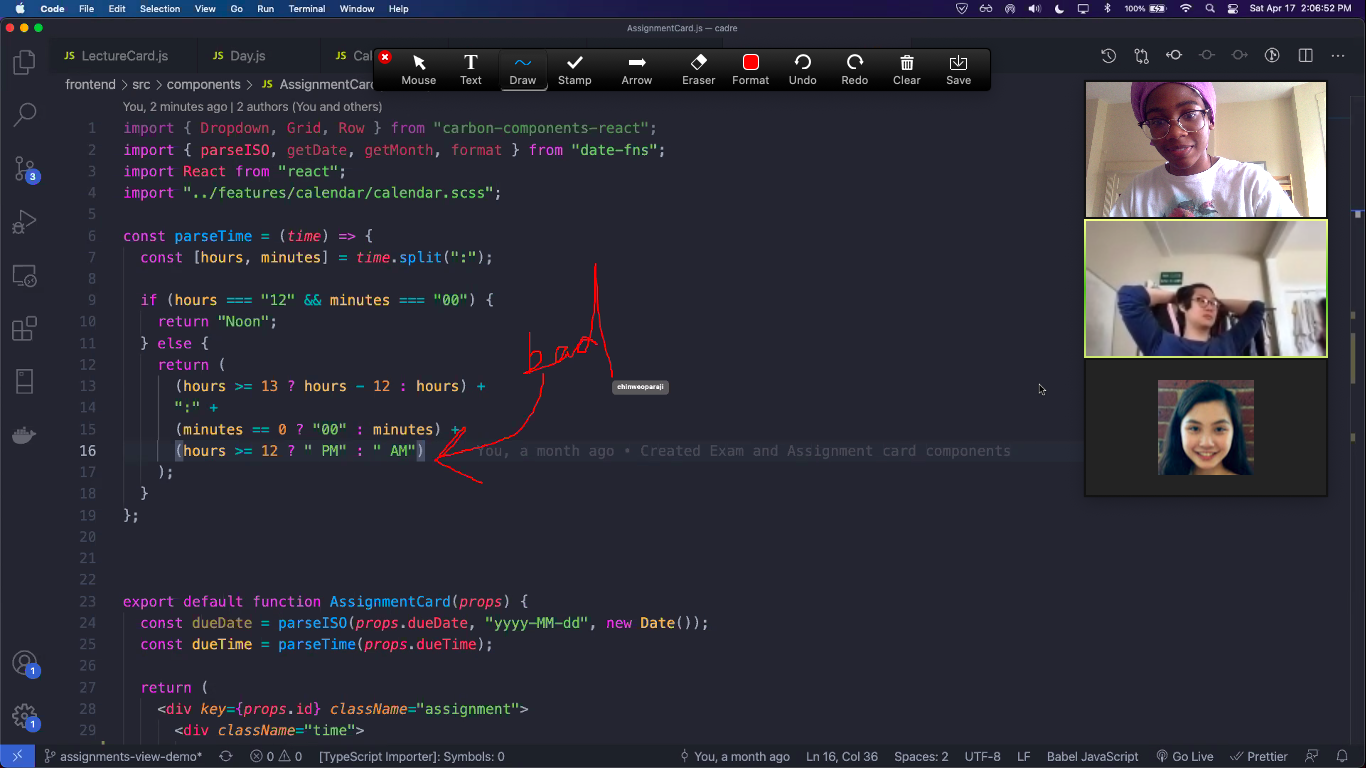 Code File Edit Selection View Go Run Terminal Window Help 100% Sat Apr 17 2:06:52 PM
AssignmentCard.js — cadre
JS LectureCard.js JS Day.js JS Cal
Mouse Text Draw Stamp Arrow Eraser Format Undo Redo Clear Save
frontend > src > components > JS AssignmentCard
You, 2 minutes ago | 2 authors (You and others)
1 import { Dropdown, Grid, Row } from "carbon-components-react";
2 import { parseISO, getDate, getMonth, format } from "date-fns";
3 import React from "react";
4 import "../features/calendar/calendar.scss";
5
6 const parseTime = (time) => {
7 const [hours, minutes] = time.split(":");
8
9 if (hours === "12" && minutes === "00") {
10 return "Noon";
11 } else {
12 return (
13 (hours >= 13 ? hours - 12 : hours) +
14 ":" +
15 (minutes == 0 ? "00" : minutes) +
16 (hours >= 12 ? " PM" : " AM") You, a month ago • Created Exam and Assignment card components
17 );
18 }
19 };
20
21
22
23 export default function AssignmentCard(props) {
24 const dueDate = parseISO(props.dueDate, "yyyy-MM-dd", new Date());
25 const dueTime = parseTime(props.dueTime);
26
27 return (
28 <div key={props.id} className="assignment">
29 <div className="time">
bad
chinweoparaji
3
1
1
assignments-view-demo* 0 0 [TypeScript Importer]: Symbols: 0 You, a month ago Ln 16, Col 36 Spaces: 2 UTF-8 LF Babel JavaScript Go Live Prettier